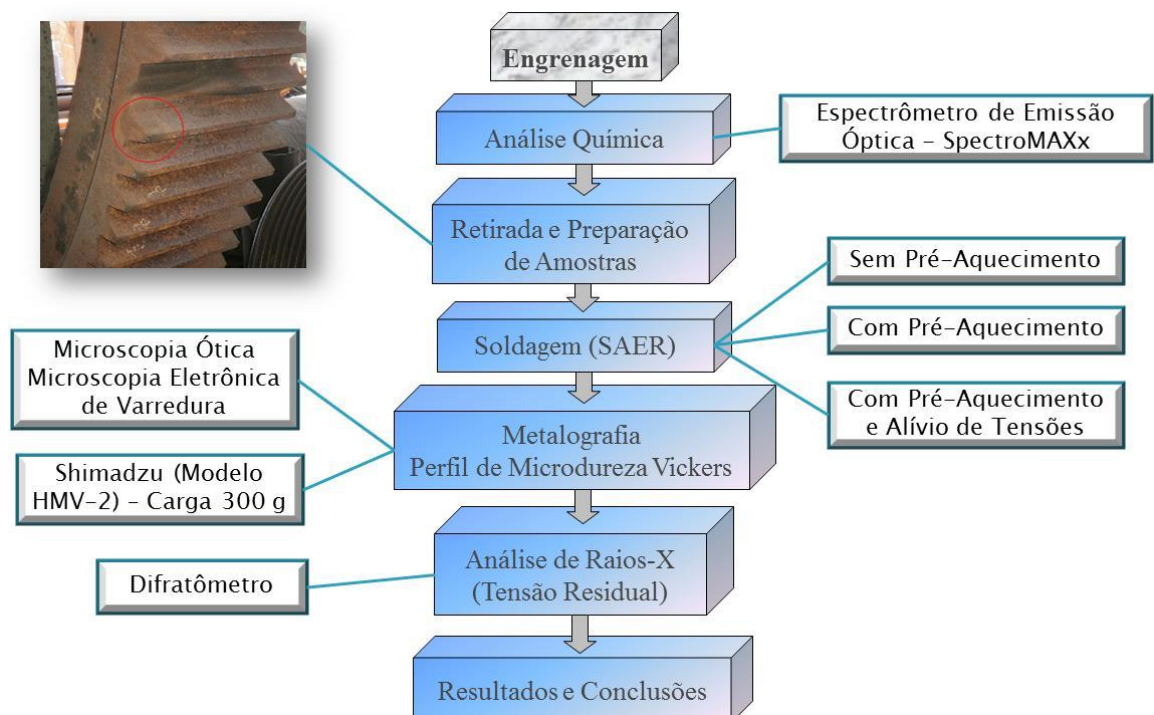 Engrenagem
Análise Química
Espectrômetro de Emissão
Óptica – SpectroMAXx
Retirada e Preparação
de Amostras
Soldagem (SAER)
Sem Pré-Aquecimento
Com Pré-Aquecimento
Com Pré-Aquecimento
e Alívio de Tensões
Microscopia Ótica
Microscopia Eletrônica
de Varredura
Metalografia
Perfil de Microdureza Vickers
Shimadzu (Modelo
HMV-2) – Carga 300 g
Análise de Raios-X
(Tensão Residual)
Difratômetro
Resultados e Conclusões